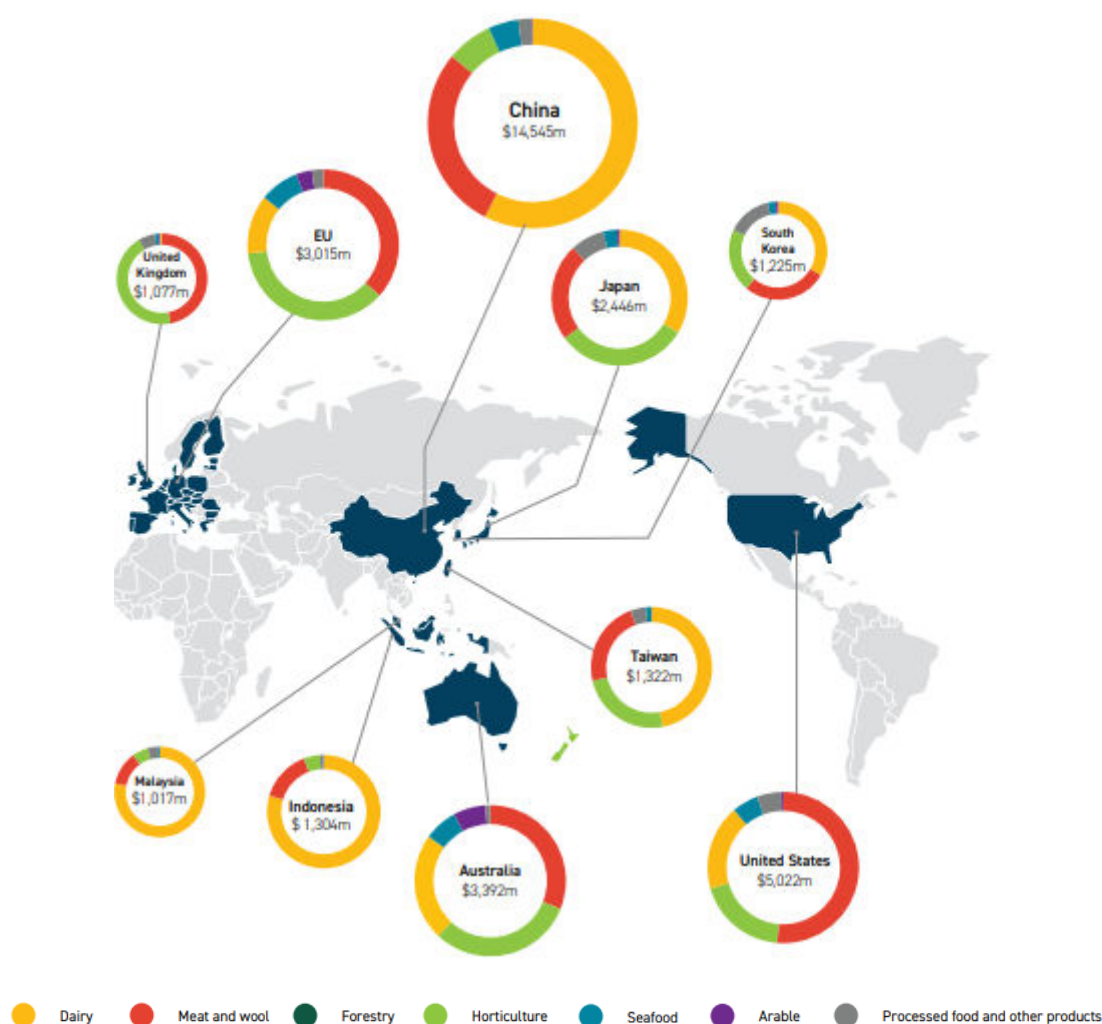 China
$14,545m
EU
$3,015m
United
Kingdom
$1,077m
South
Korea
$1,225m
Japan
$2,446m
Taiwan
$1,322m
Malaysia
$1,017m
Indonesia
$ 1,304m
Australia
$3,392m
United States
$5,022m
Dairy
Meat and wool
Forestry
Horticulture
Seafood
Arable
Processed food and other products